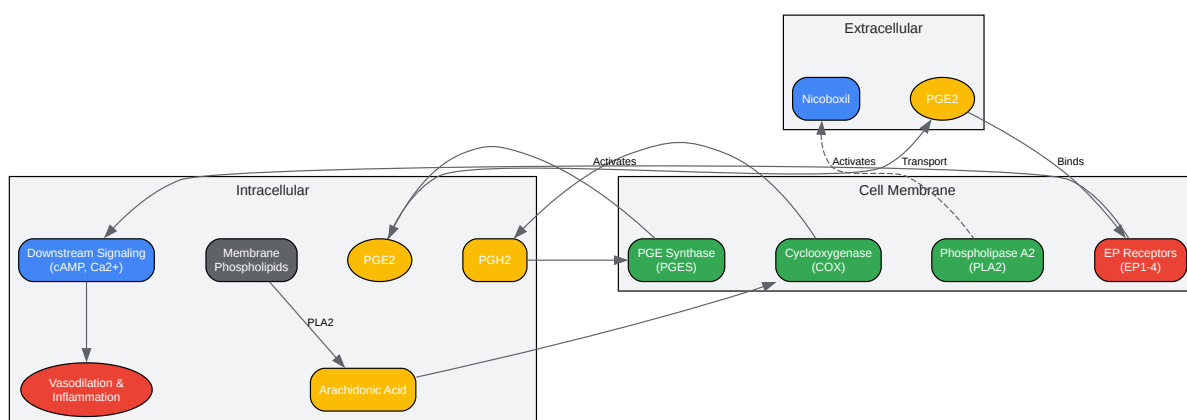 Extracellular
Nicoboxil
PGE2
Activates
Activates
Transport
Binds
Intracellular
Cell Membrane
Downstream Signaling
(cAMP, Ca2+)
Membrane
Phospholipids
PGE2
PGH2
PGE Synthase
(PGES)
Cyclooxygenase
(COX)
Phospholipase A2
(PLA2)
EP Receptors
(EP1-4)
PLA2
Vasodilation &
Inflammation
Arachidonic Acid